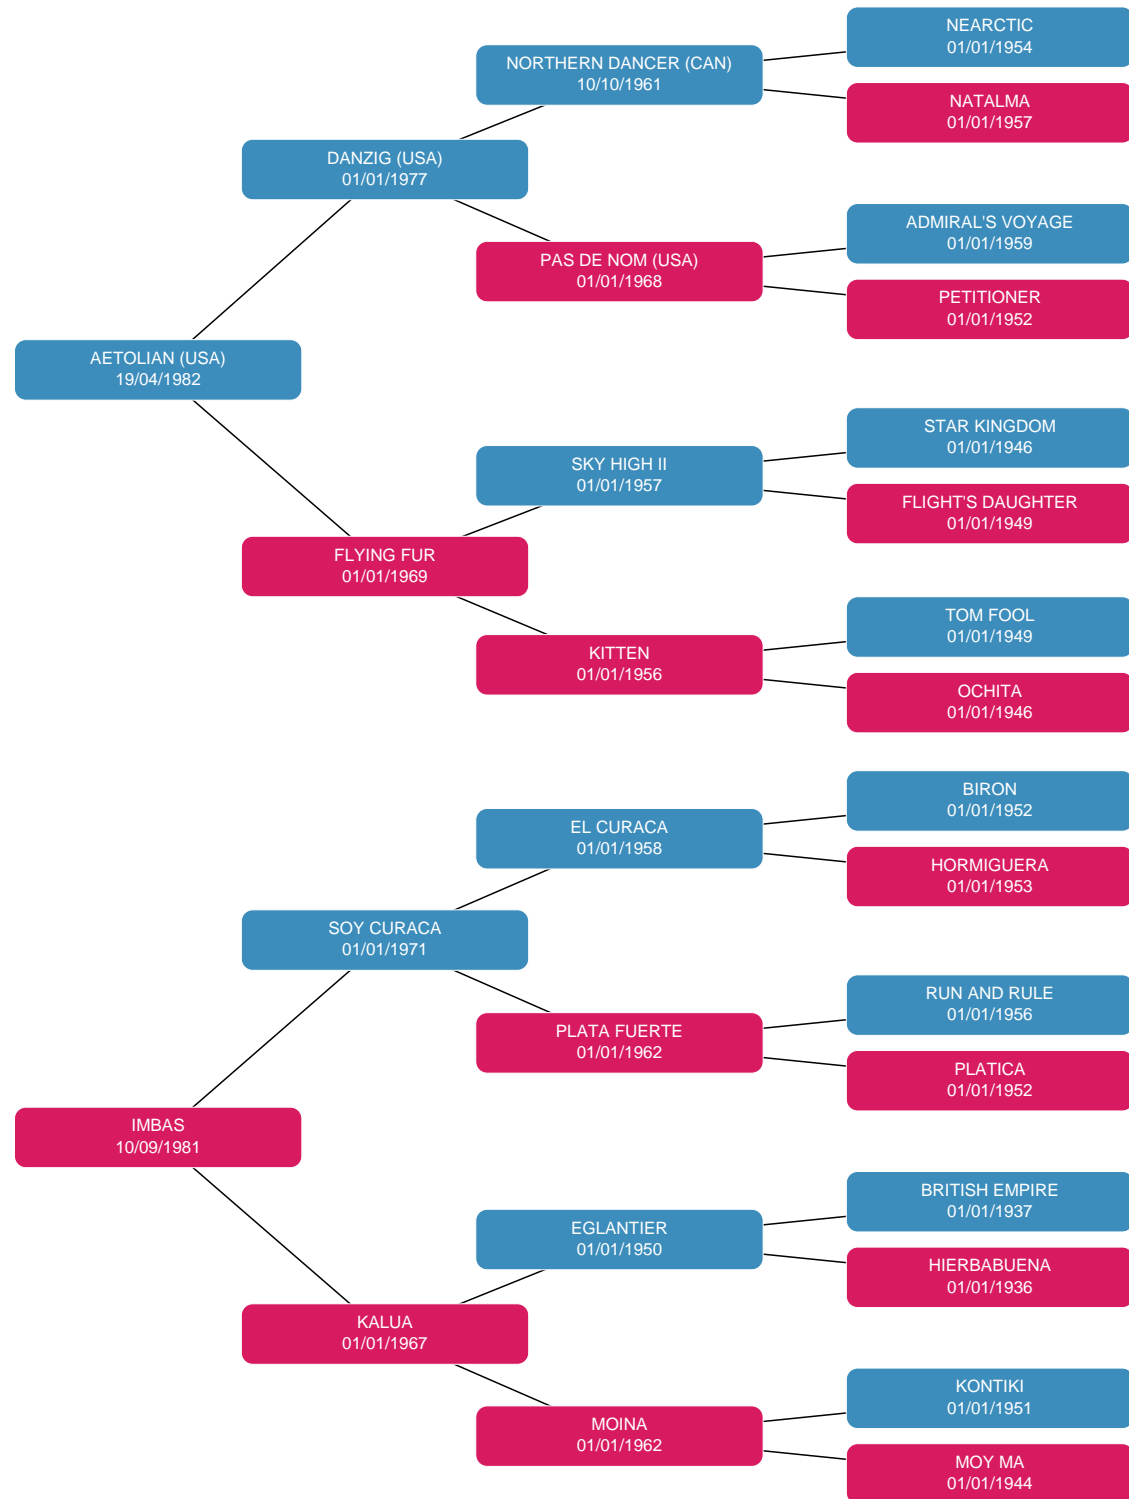 NEARCTIC
01/01/1954
NORTHERN DANCER (CAN)
10/10/1961
NATALMA
01/01/1957
DANZIG (USA)
01/01/1977
ADMIRAL'S VOYAGE
01/01/1959
PAS DE NOM (USA)
01/01/1968
PETITIONER
01/01/1952
AETOLIAN (USA)
19/04/1982
STAR KINGDOM
01/01/1946
SKY HIGH II
01/01/1957
FLIGHT'S DAUGHTER
01/01/1949
FLYING FUR
01/01/1969
TOM FOOL
01/01/1949
KITTEN
01/01/1956
OCHITA
01/01/1946
BIRON
01/01/1952
EL CURACA
01/01/1958
HORMIGUERA
01/01/1953
SOY CURACA
01/01/1971
RUN AND RULE
01/01/1956
PLATA FUERTE
01/01/1962
PLATICA
01/01/1952
IMBAS
10/09/1981
BRITISH EMPIRE
01/01/1937
EGLANTIER
01/01/1950
HIERBABUENA
01/01/1936
KALUA
01/01/1967
KONTIKI
01/01/1951
MOINA
01/01/1962
MOY MA
01/01/1944